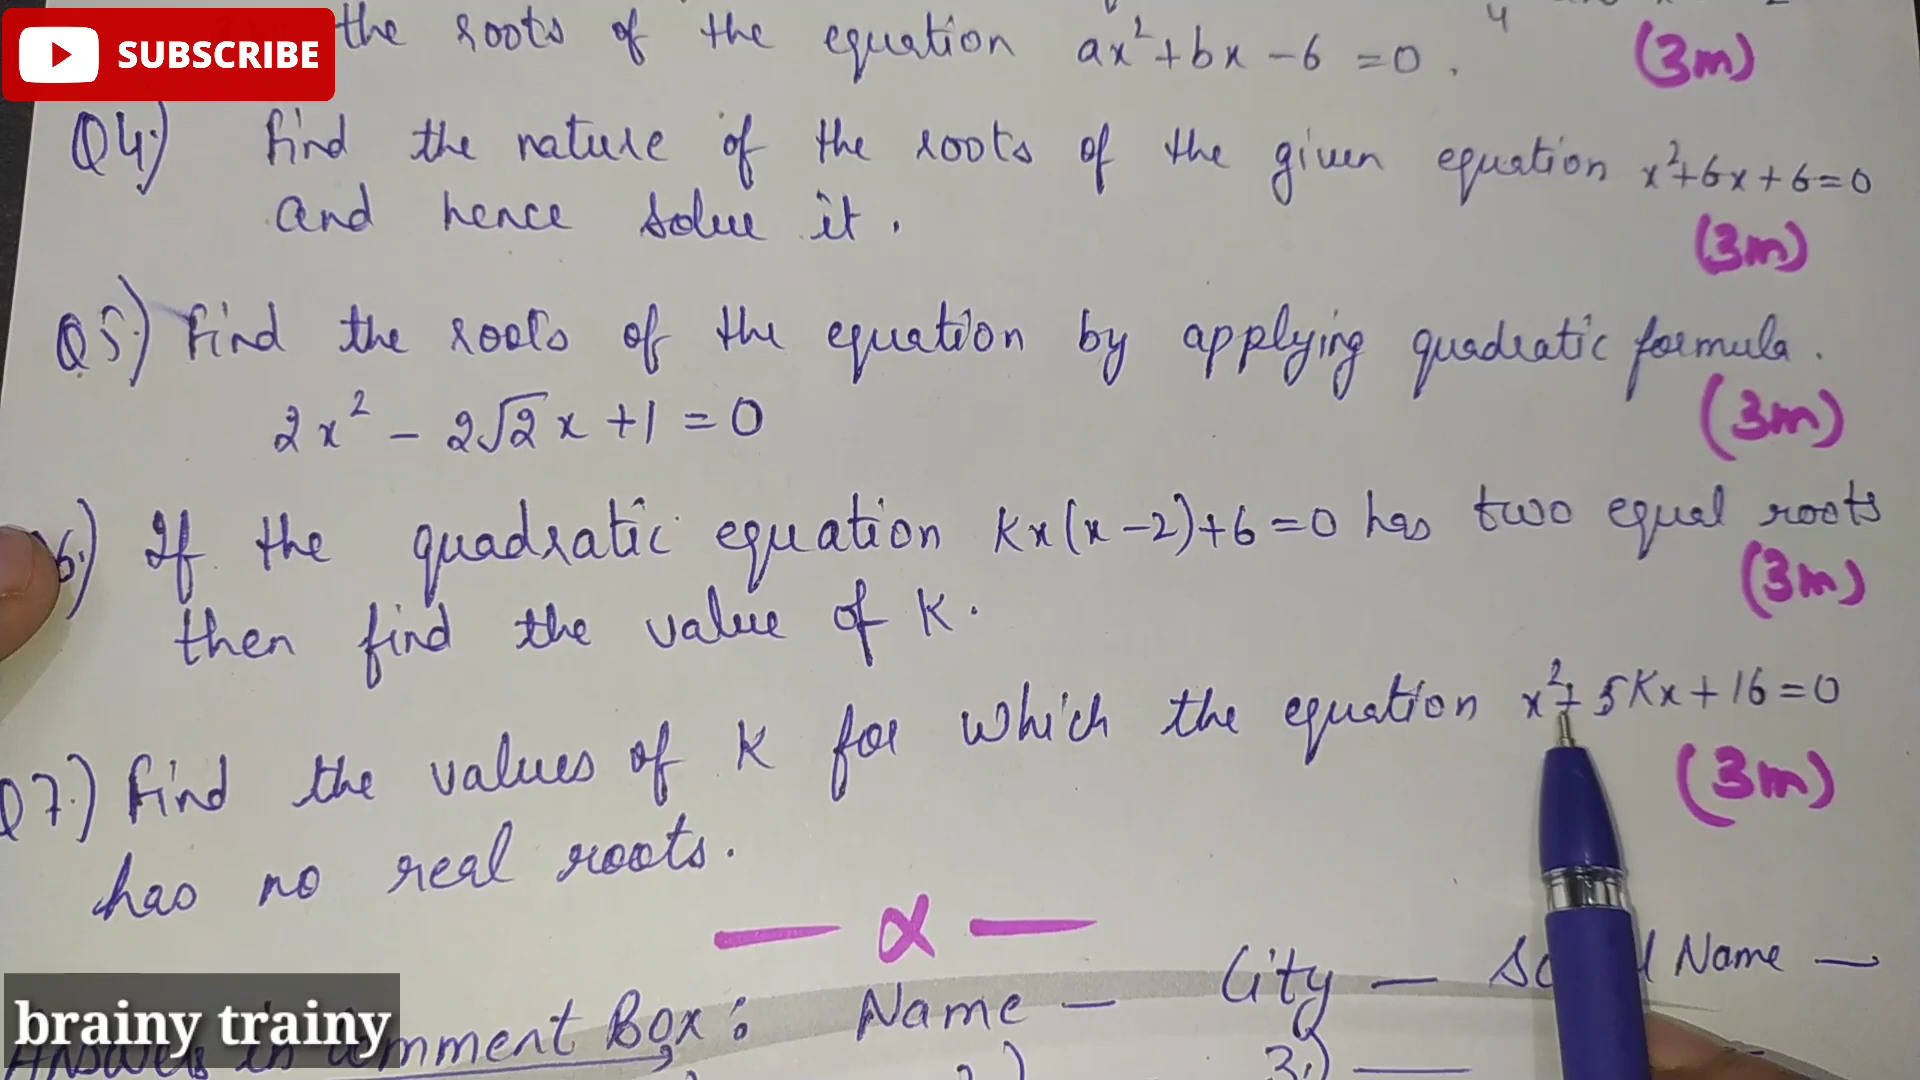 SUBSCRIBE
the roots of the equation ax²+bx-6=0.
(3m)
Q4.) Find the nature of the roots of the given equation x²+6x+6=0
and hence solve it.
(3m)
Q5.) Find the roots of the equation by applying quadratic formula.
2x² - 2√2x +1 = 0
(3m)
6.) If the quadratic equation Kx(x-2)+6=0 has two equal roots
(3m)
then find the value of K.
Q7.) Find the values of K for which the equation x²+5Kx+16=0
(3m)
has no real roots.
brainy trainy
Comment Box: Name — City — Name —
3.)